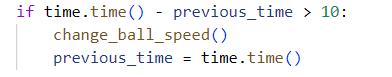 if time.time() - previous_time > 10:
    change_ball_speed()
    previous_time = time.time()